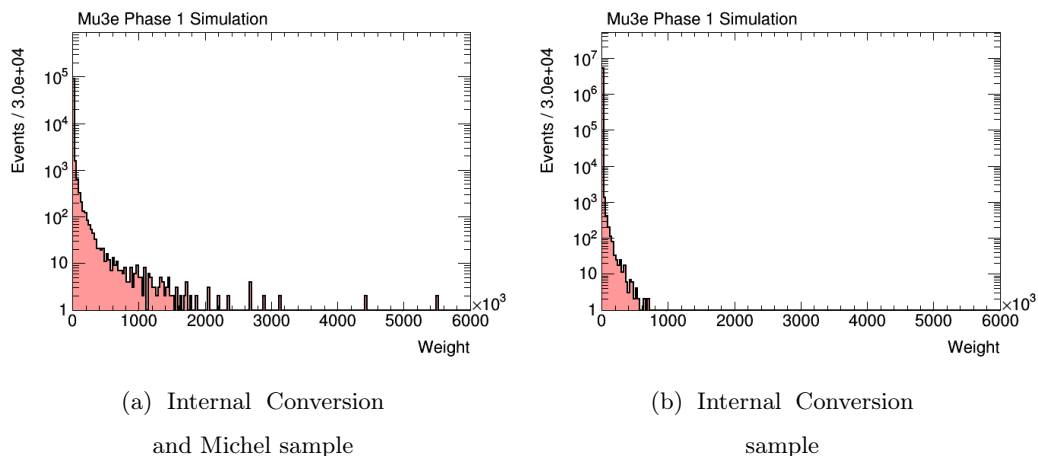 Mu3e Phase 1 Simulation
Events / 3.0e+04
10^5
10^4
10^3
10^2
10
1
0 1000 2000 3000 4000 5000 6000
×10^3
Weight
(a) Internal Conversion
and Michel sample
Mu3e Phase 1 Simulation
Events / 3.0e+04
10^7
10^6
10^5
10^4
10^3
10^2
10
1
0 1000 2000 3000 4000 5000 6000
×10^3
Weight
(b) Internal Conversion
sample